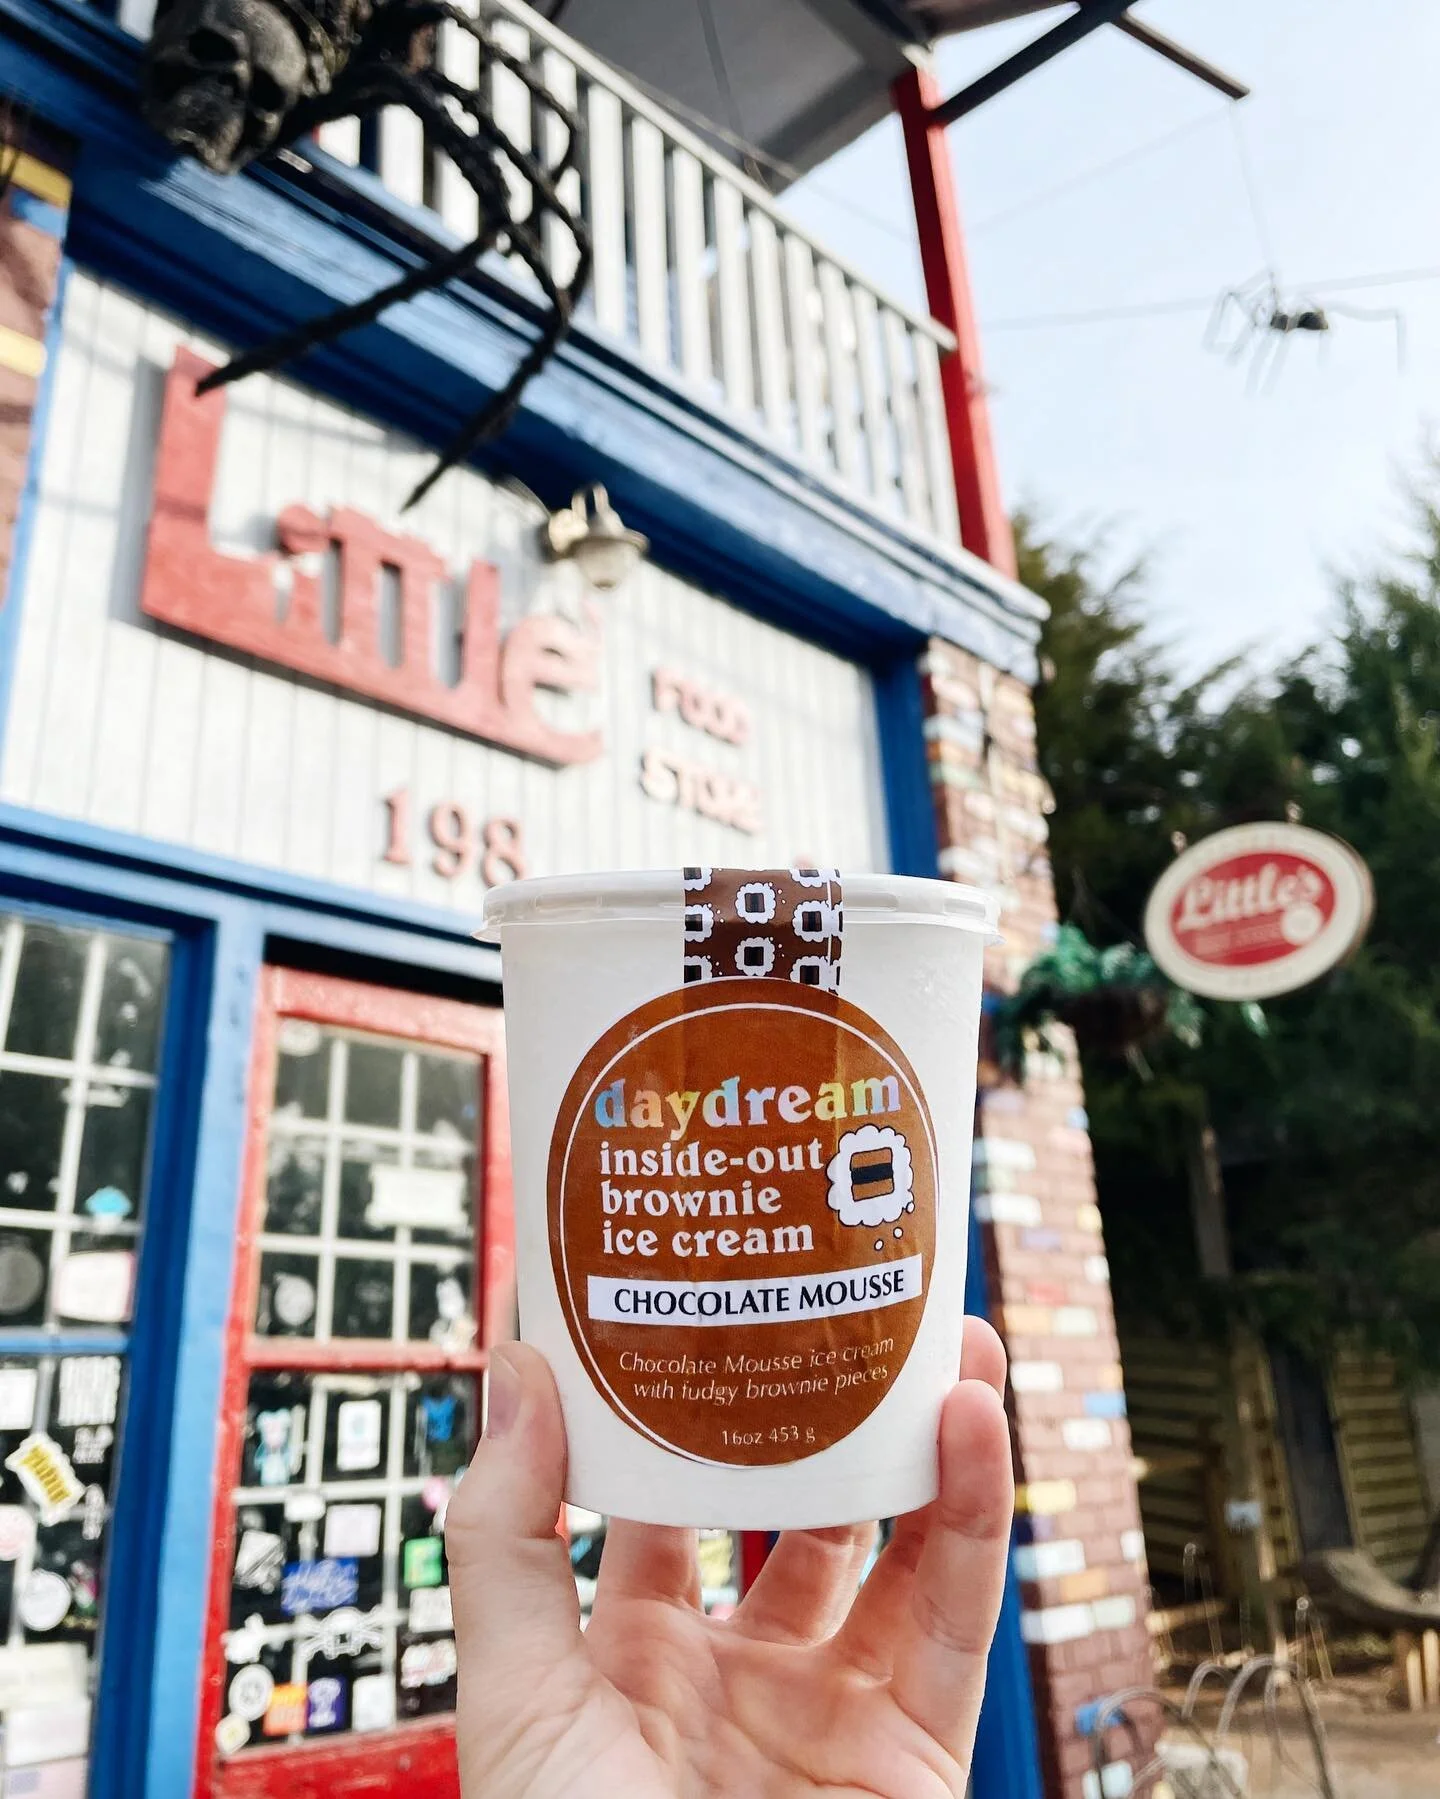 Little
FOOD
STORE
198
Little's
daydream
inside-out
brownie
ice cream
CHOCOLATE MOUSSE
Chocolate Mousse ice cream
with fudgy brownie pieces
16oz 453 g